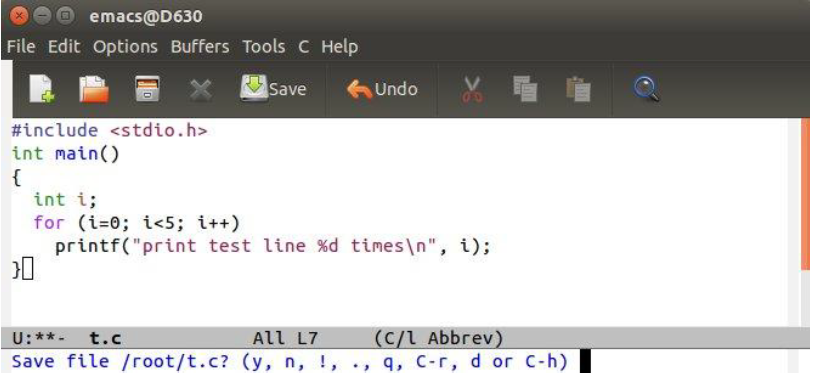 emacs@D630
File Edit Options Buffers Tools C Help
Save Undo
#include <stdio.h>
int main()
{
  int i;
  for (i=0; i<5; i++)
    printf("print test line %d times\n", i);
}
U:**-  t.c            All L7     (C/l Abbrev)
Save file /root/t.c? (y, n, !, ., q, C-r, d or C-h)